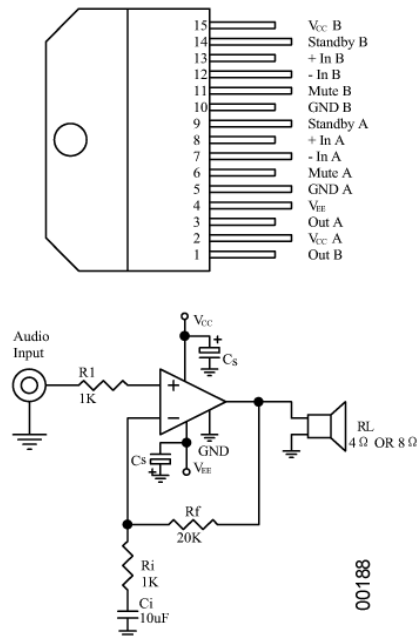 15 VCC B
14 Standby B
13 + In B
12 - In B
11 Mute B
10 GND B
9 Standby A
8 + In A
7 - In A
6 Mute A
5 GND A
4 VEE
3 Out A
2 VCC A
1 Out B
VCC
Audio
Input
R1
1K
+
Cs
+
−
GND
Cs
+
VEE
RL
4 Ω OR 8 Ω
Rf
20K
Ri
1K
Ci
10uF
00188